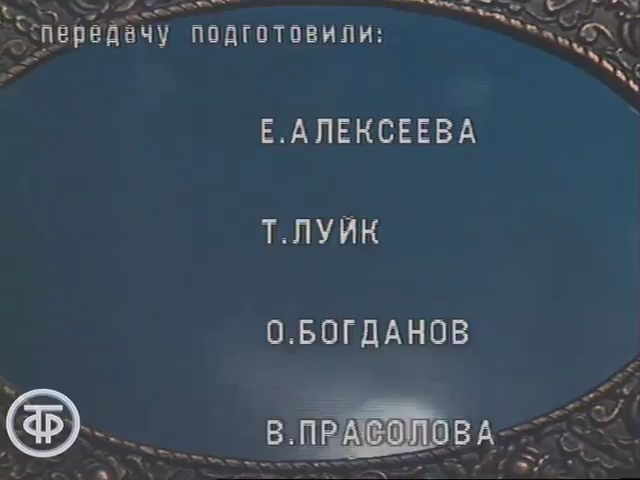 передачу подготовили:
Е.АЛЕКСЕЕВА
Т.ЛУЙК
О.БОГДАНОВ
В.ПРАСОЛОВА